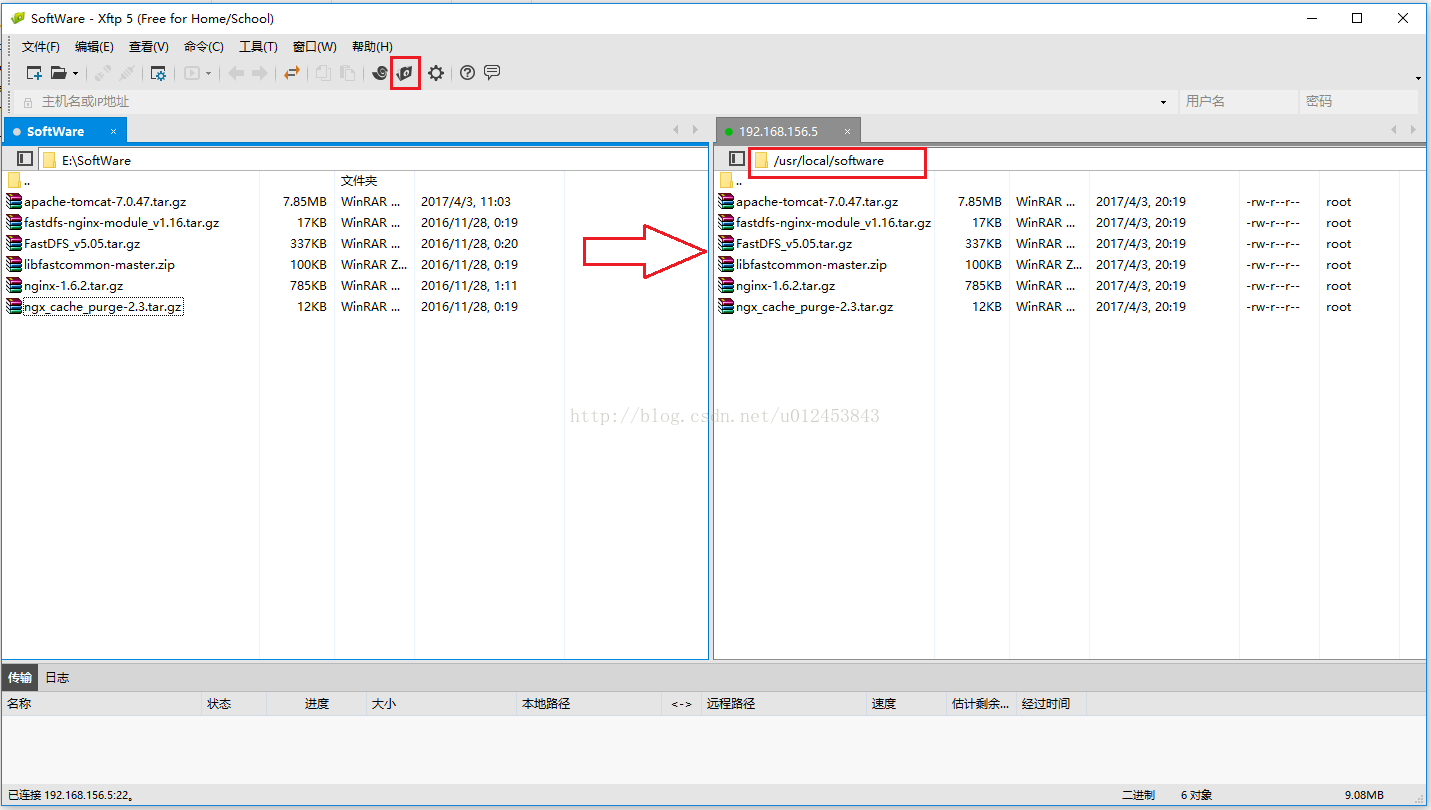 SoftWare - Xftp 5 (Free for Home/School)
文件(F) 编辑(E) 查看(V) 命令(C) 工具(T) 窗口(W) 帮助(H)
主机名或IP地址 用户名 密码
SoftWare × 192.168.156.5 ×
E:\SoftWare /usr/local/software
.. 文件夹 ..
apache-tomcat-7.0.47.tar.gz 7.85MB WinRAR ... 2017/4/3, 11:03 apache-tomcat-7.0.47.tar.gz 7.85MB WinRAR ... 2017/4/3, 20:19 -rw-r--r-- root
fastdfs-nginx-module_v1.16.tar.gz 17KB WinRAR ... 2016/11/28, 0:19 fastdfs-nginx-module_v1.16.tar.gz 17KB WinRAR ... 2017/4/3, 20:19 -rw-r--r-- root
FastDFS_v5.05.tar.gz 337KB WinRAR ... 2016/11/28, 0:20 FastDFS_v5.05.tar.gz 337KB WinRAR ... 2017/4/3, 20:19 -rw-r--r-- root
libfastcommon-master.zip 100KB WinRAR Z... 2016/11/28, 0:19 libfastcommon-master.zip 100KB WinRAR Z... 2017/4/3, 20:19 -rw-r--r-- root
nginx-1.6.2.tar.gz 785KB WinRAR ... 2016/11/28, 1:11 nginx-1.6.2.tar.gz 785KB WinRAR ... 2017/4/3, 20:19 -rw-r--r-- root
ngx_cache_purge-2.3.tar.gz 12KB WinRAR ... 2016/11/28, 0:19 ngx_cache_purge-2.3.tar.gz 12KB WinRAR ... 2017/4/3, 20:19 -rw-r--r-- root
http://blog.csdn.net/u012453843
传输 日志
名称 状态 进度 大小 本地路径 <-> 远程路径 速度 估计剩余... 经过时间
已连接 192.168.156.5:22。 二进制 6 对象 9.08MB